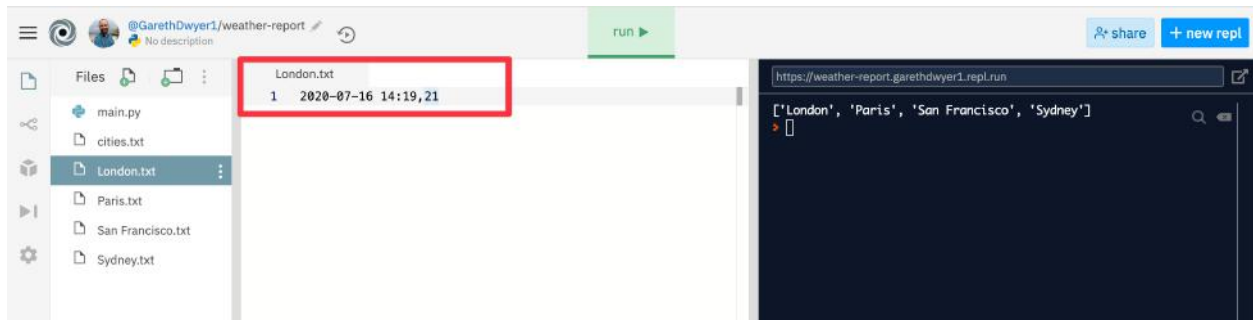 @GarethDwyer1/weather-report
No description
run
share
+ new repl
Files
main.py
cities.txt
London.txt
Paris.txt
San Francisco.txt
Sydney.txt
London.txt
1 2020-07-16 14:19,21
https://weather-report.garethdwyer1.repl.run
['London', 'Paris', 'San Francisco', 'Sydney']
>